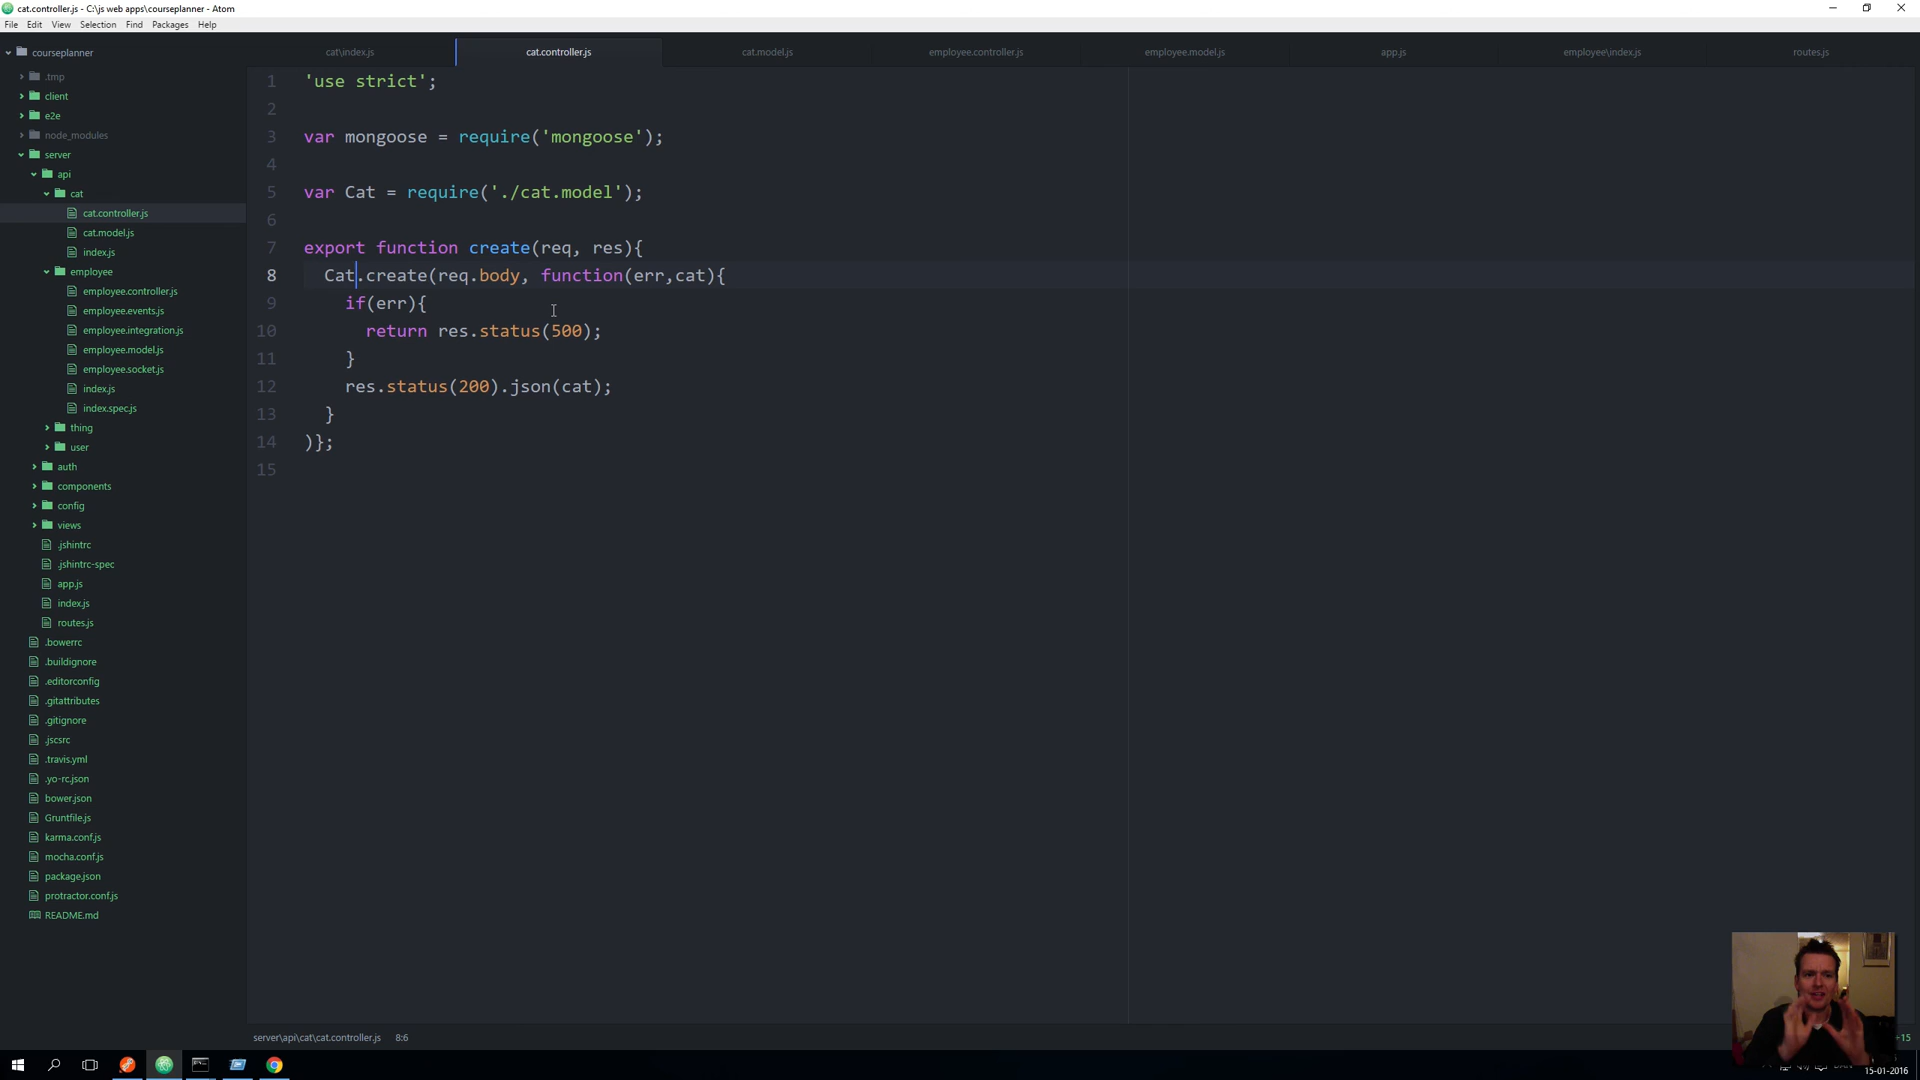 cat.controller.js - C:\js web apps\courseplanner - Atom
File Edit View Selection Find Packages Help
courseplanner
.tmp
client
e2e
node_modules
server
api
cat
cat.controller.js
cat.model.js
index.js
employee
employee.controller.js
employee.events.js
employee.integration.js
employee.model.js
employee.socket.js
index.js
index.spec.js
thing
user
auth
components
config
views
.jshintrc
.jshintrc-spec
app.js
index.js
routes.js
.bowerrc
.buildignore
.editorconfig
.gitattributes
.gitignore
.jscsrc
.travis.yml
.yo-rc.json
bower.json
Gruntfile.js
karma.conf.js
mocha.conf.js
package.json
protractor.conf.js
README.md
cat\index.js cat.controller.js cat.model.js employee.controller.js employee.model.js app.js employee\index.js routes.js
1 'use strict';
2
3 var mongoose = require('mongoose');
4
5 var Cat = require('./cat.model');
6
7 export function create(req, res){
8 Cat.create(req.body, function(err,cat){
9 if(err){
10 return res.status(500);
11 }
12 res.status(200).json(cat);
13 }
14 )};
15
server\api\cat\cat.controller.js 8:6
+15
15-01-2016